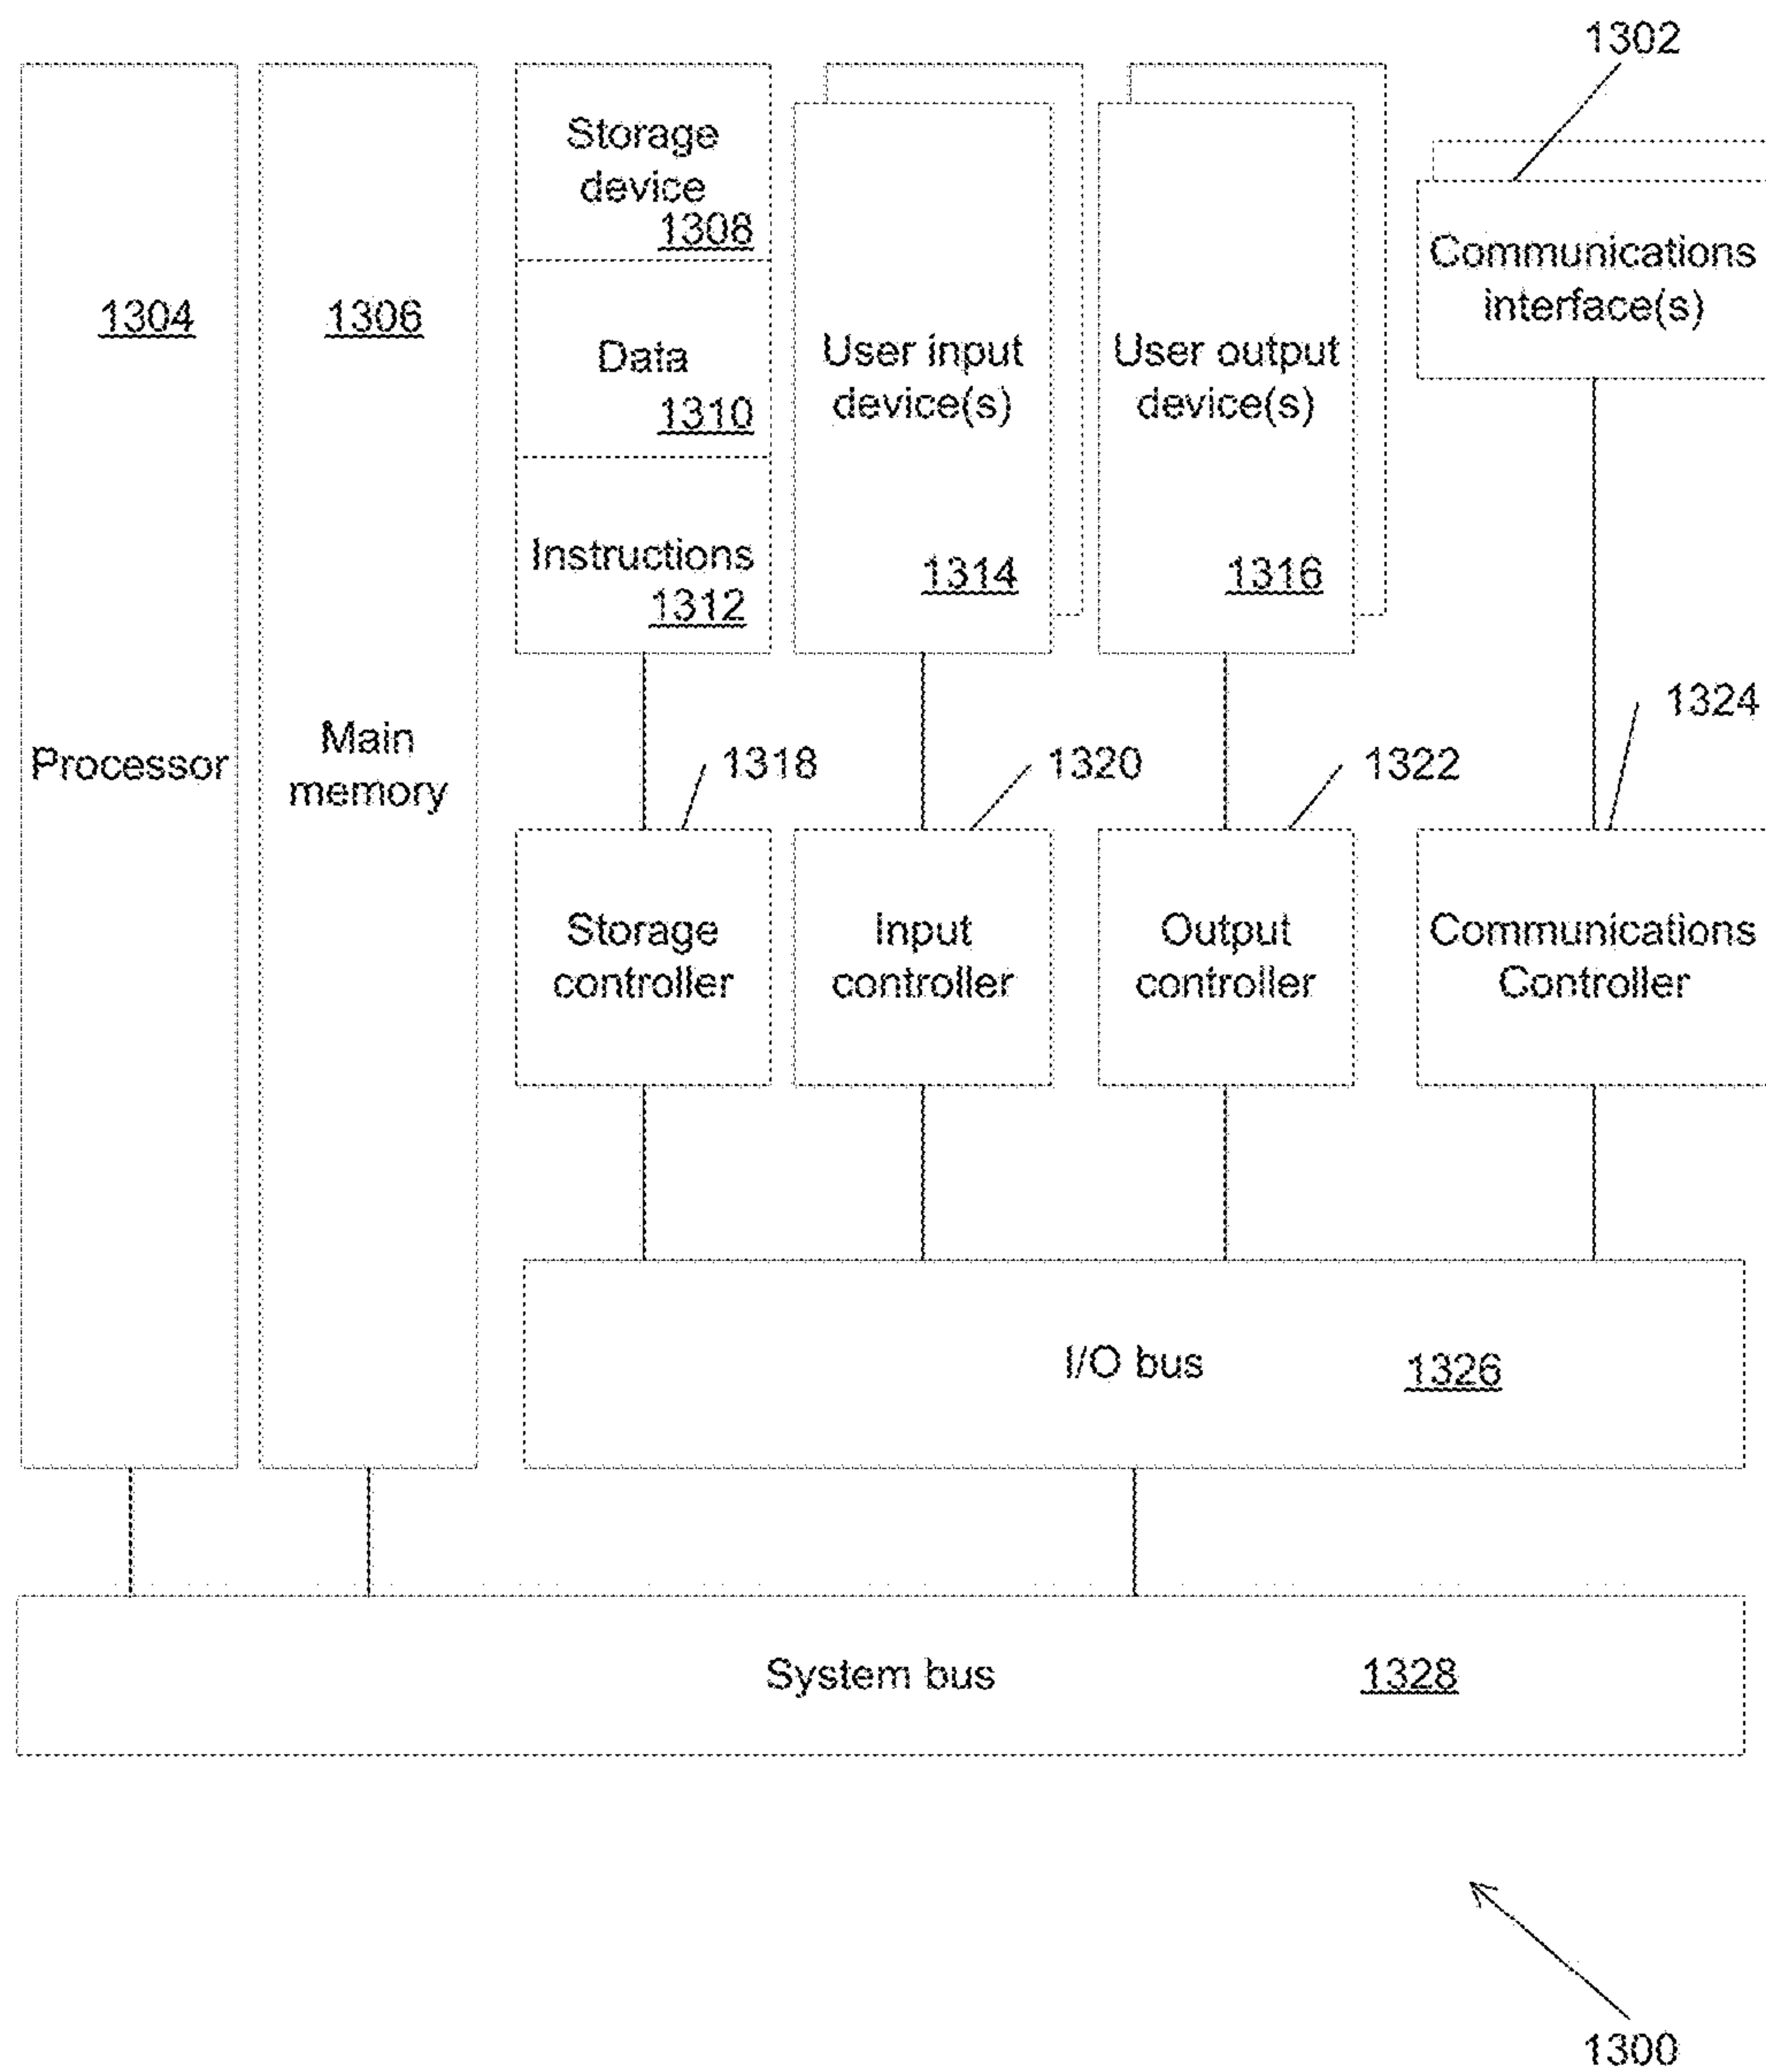 1302
Storage
device
1308
1304
1306
Data
1310
Instructions
1312
User input
device(s)
1314
User output
device(s)
1316
Communications
interface(s)
Processor
Main
memory
1318
1320
1322
1324
Storage
controller
Input
controller
Output
controller
Communications
Controller
I/O bus
1326
System bus
1328
1300